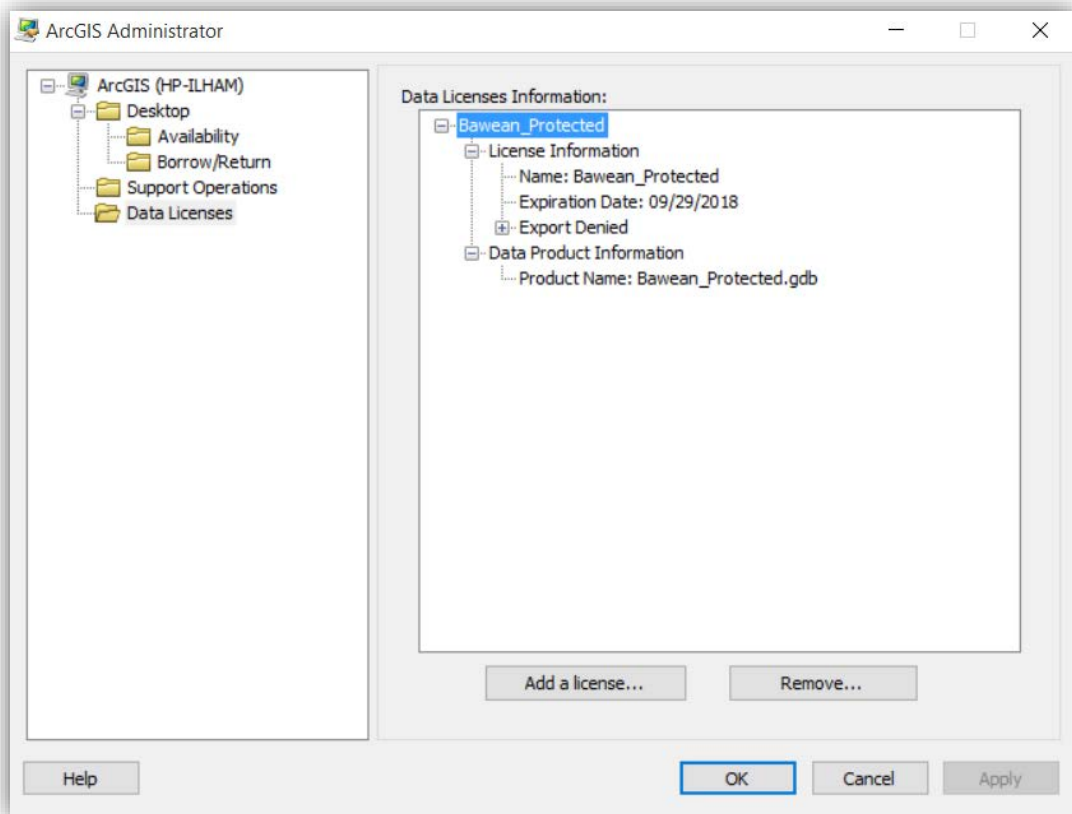 ArcGIS Administrator
ArcGIS (HP-ILHAM)
Desktop
Availability
Borrow/Return
Support Operations
Data Licenses
Data Licenses Information:
Bawean_Protected
License Information
Name: Bawean_Protected
Expiration Date: 09/29/2018
Export Denied
Data Product Information
Product Name: Bawean_Protected.gdb
Add a license...
Remove...
Help
OK
Cancel
Apply